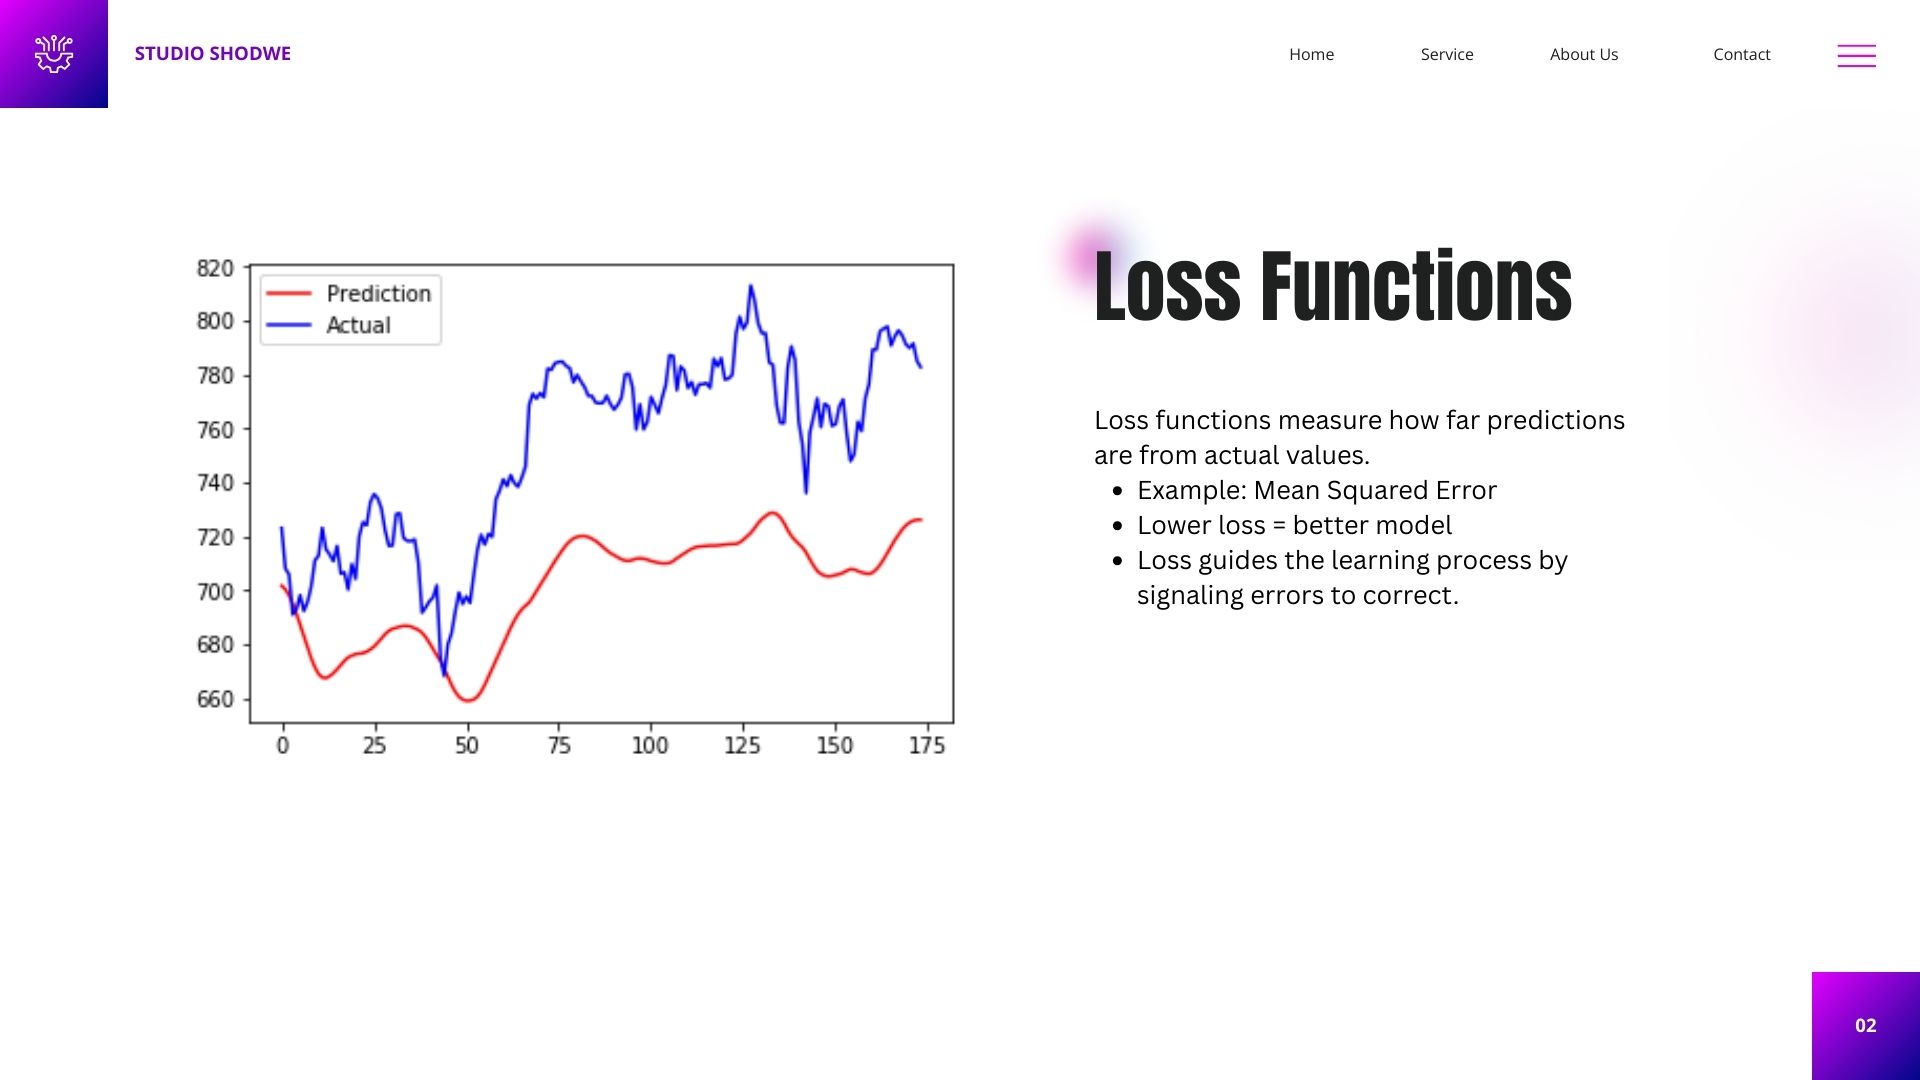 STUDIO SHODWE
Home Service About Us Contact
820
800
780
760
740
720
700
680
660
Prediction
Actual
0 25 50 75 100 125 150 175
Loss Functions
Loss functions measure how far predictions
are from actual values.
• Example: Mean Squared Error
• Lower loss = better model
• Loss guides the learning process by
signaling errors to correct.
02